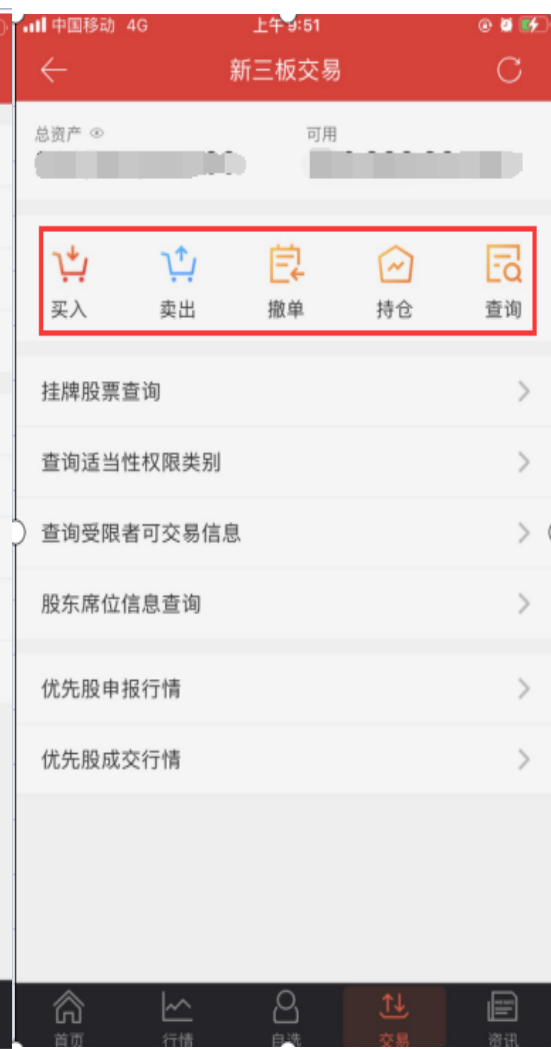 中国移动 4G 上午9:51
新三板交易
总资产 可用
买入 卖出 撤单 持仓 查询
挂牌股票查询
查询适当性权限类别
查询受限者可交易信息
股东席位信息查询
优先股申报行情
优先股成交行情
首页 行情 自选 交易 资讯